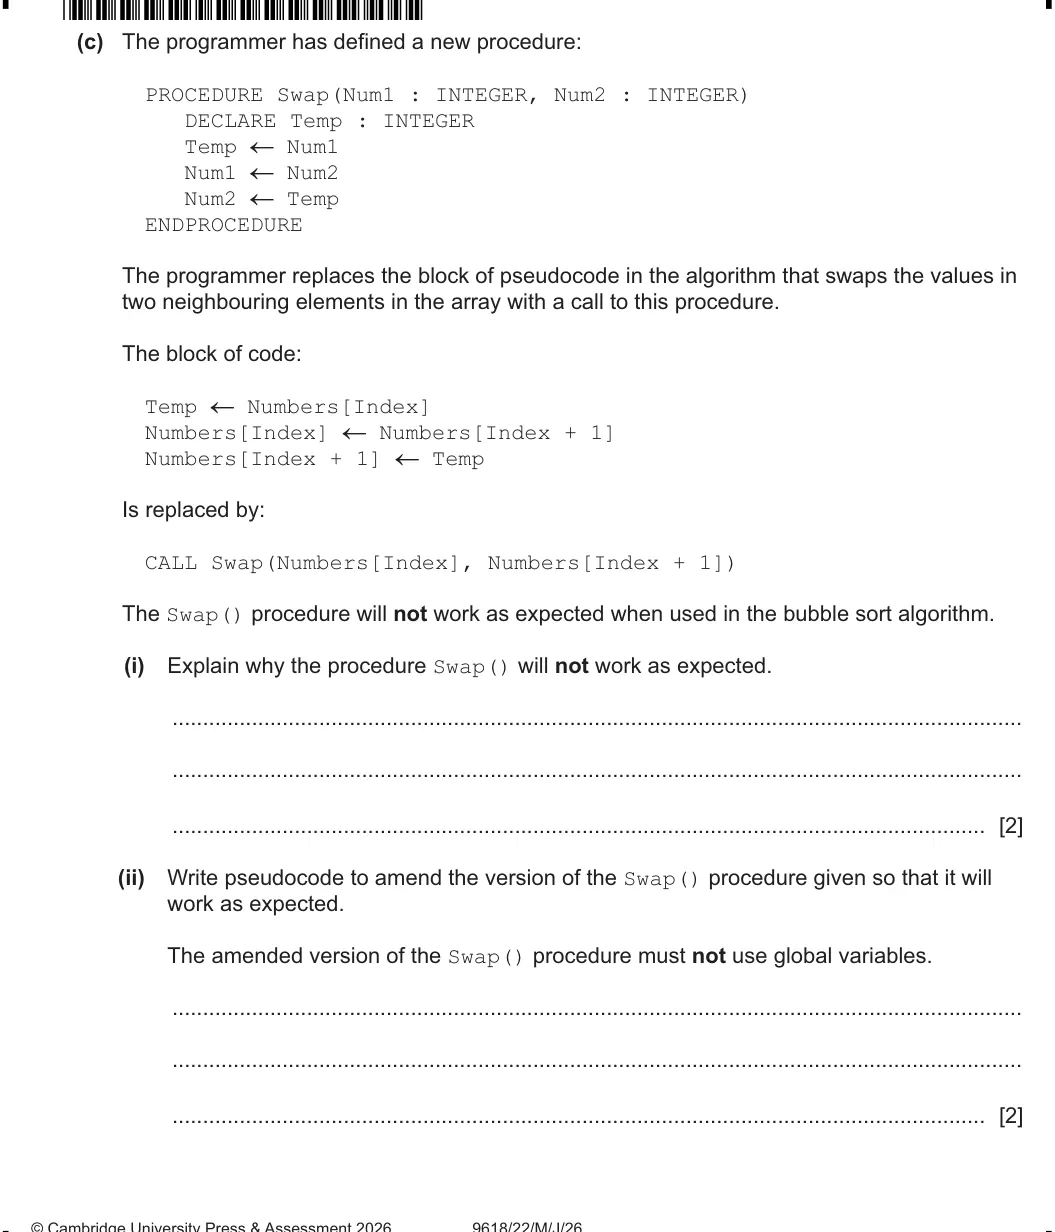 (c) The programmer has defined a new procedure:
PROCEDURE Swap(Num1 : INTEGER, Num2 : INTEGER)
DECLARE Temp : INTEGER
Temp ← Num1
Num1 ← Num2
Num2 ← Temp
ENDPROCEDURE
The programmer replaces the block of pseudocode in the algorithm that swaps the values in
two neighbouring elements in the array with a call to this procedure.
The block of code:
Temp ← Numbers[Index]
Numbers[Index] ← Numbers[Index + 1]
Numbers[Index + 1] ← Temp
Is replaced by:
CALL Swap(Numbers[Index], Numbers[Index + 1])
The Swap() procedure will not work as expected when used in the bubble sort algorithm.
(i) Explain why the procedure Swap() will not work as expected.
[2]
(ii) Write pseudocode to amend the version of the Swap() procedure given so that it will
work as expected.
The amended version of the Swap() procedure must not use global variables.
[2]
© Cambridge University Press & Assessment 2026 9618/22/M/J/26